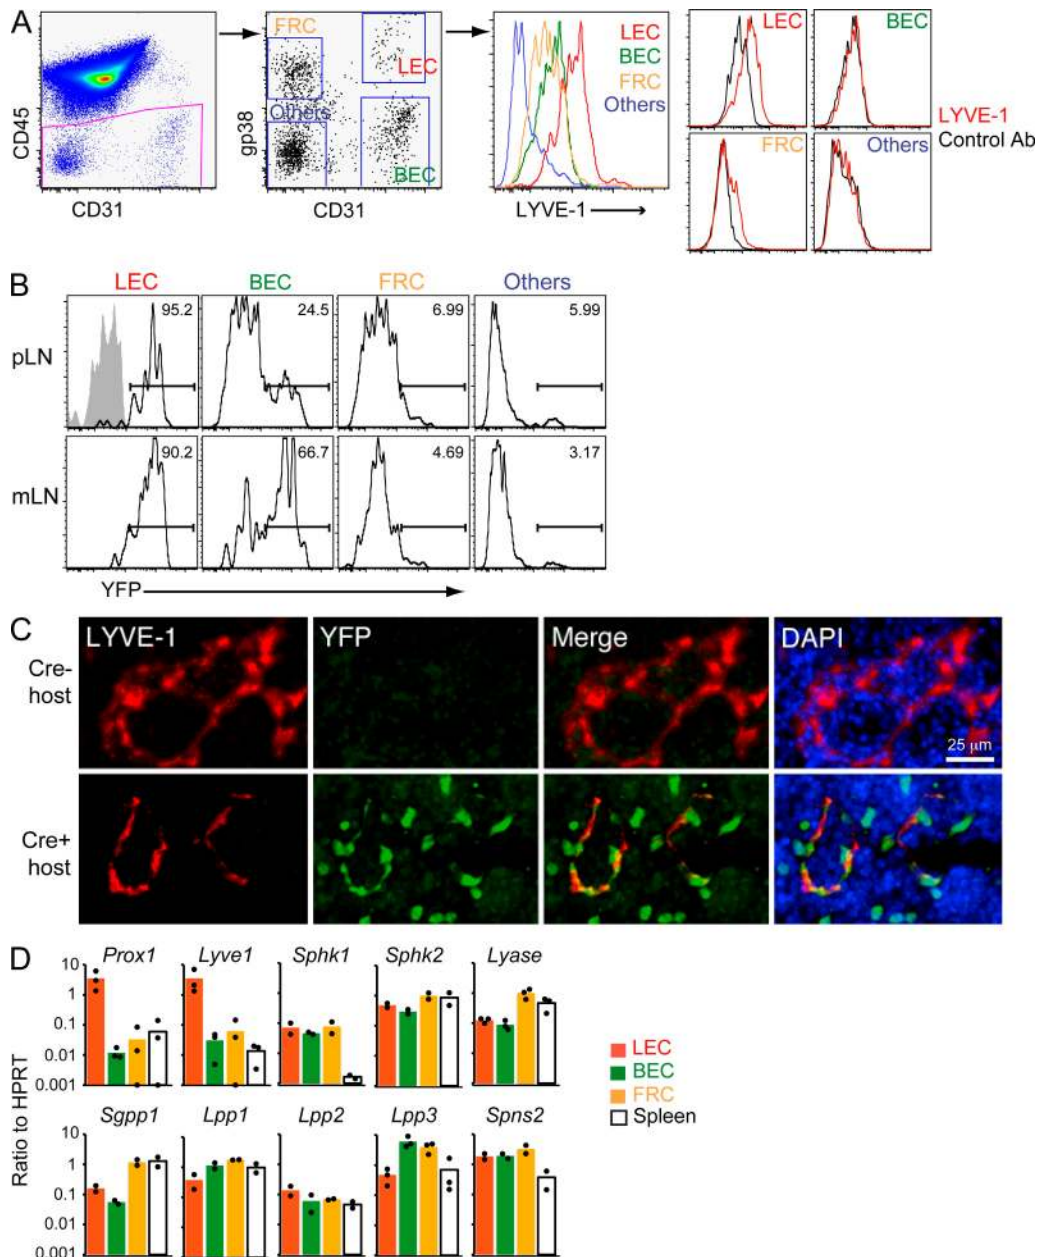 A
CD45
CD31
FRC
LEC
Others
BEC
gp38
CD31
LEC
BEC
FRC
Others
LYVE-1
LEC
BEC
FRC
Others
LYVE-1
Control Ab
B
LEC BEC FRC Others
pLN
95.2 24.5 6.99 5.99
mLN
90.2 66.7 4.69 3.17
YFP
C
LYVE-1 YFP Merge DAPI
Cre-
host
25 μm
Cre+
host
D
Prox1 Lyve1 Sphk1 Sphk2 Lyase
10
1
0.1
0.01
0.001
Ratio to HPRT
Sgpp1 Lpp1 Lpp2 Lpp3 Spns2
10
1
0.1
0.01
0.001
LEC
BEC
FRC
Spleen